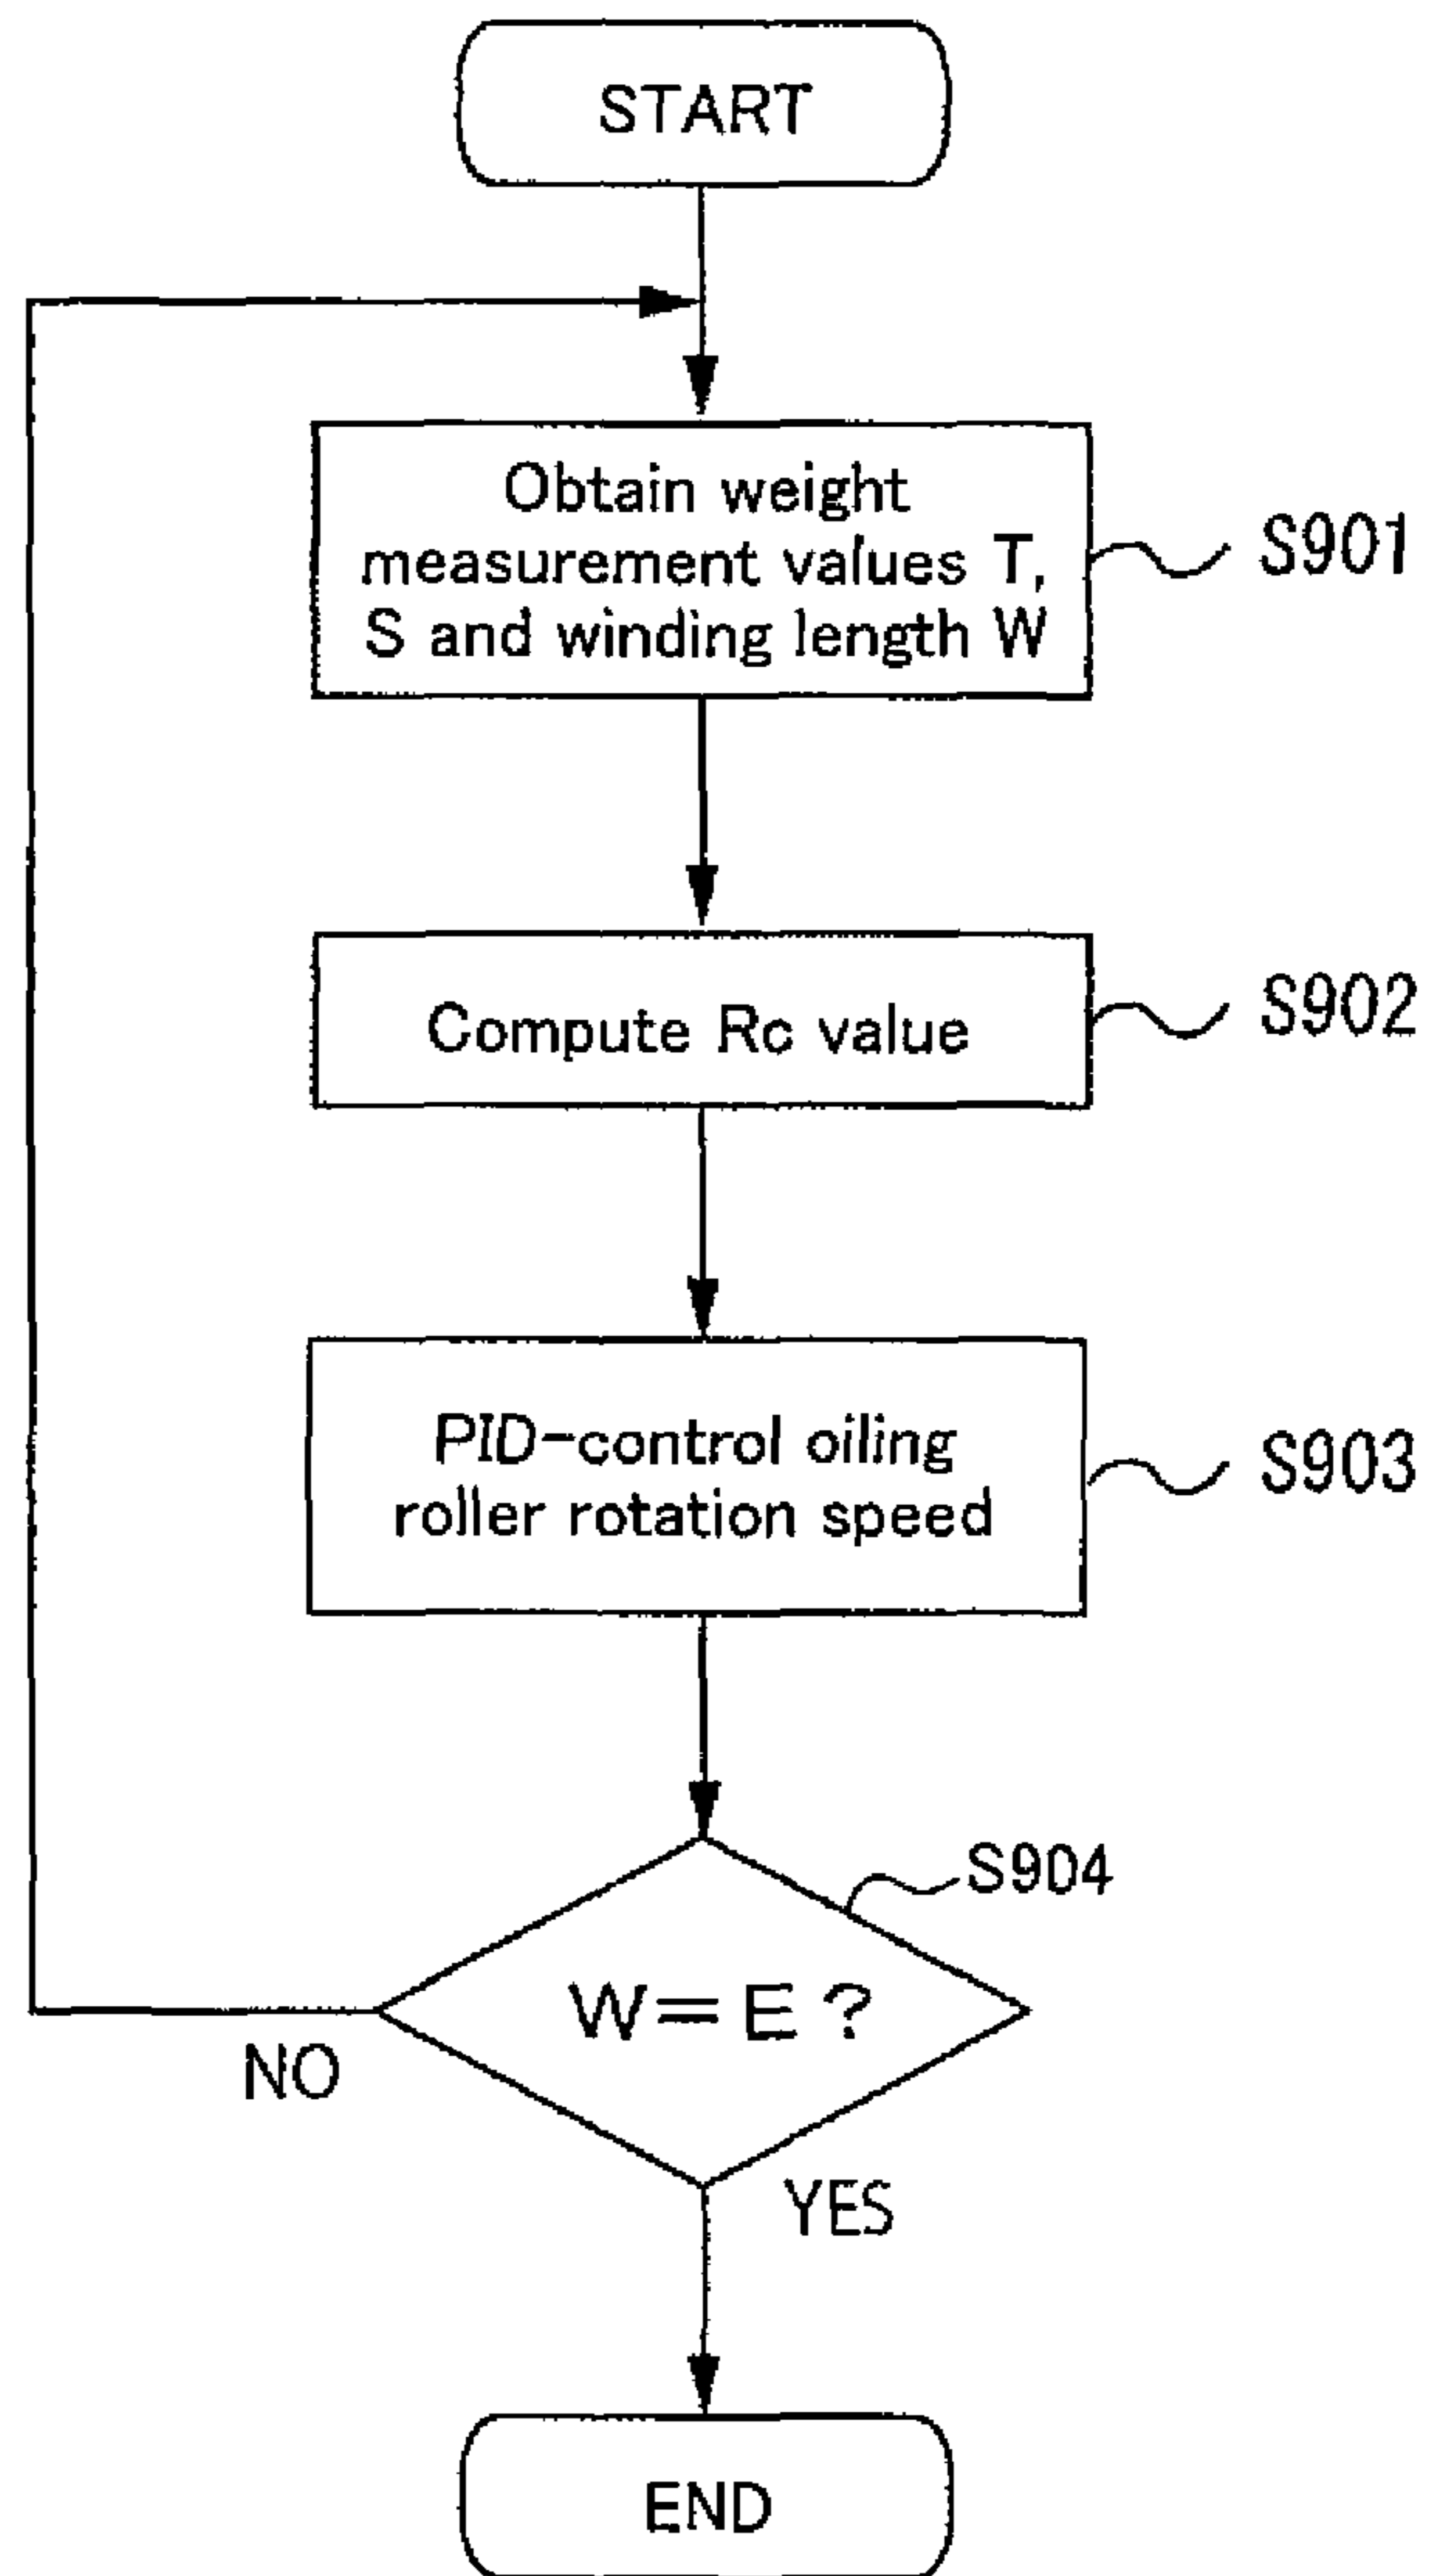 START
Obtain weight
measurement values T,
S and winding length W
S901
Compute Rc value
S902
PID-control oiling
roller rotation speed
S903
S904
W=E?
NO
YES
END